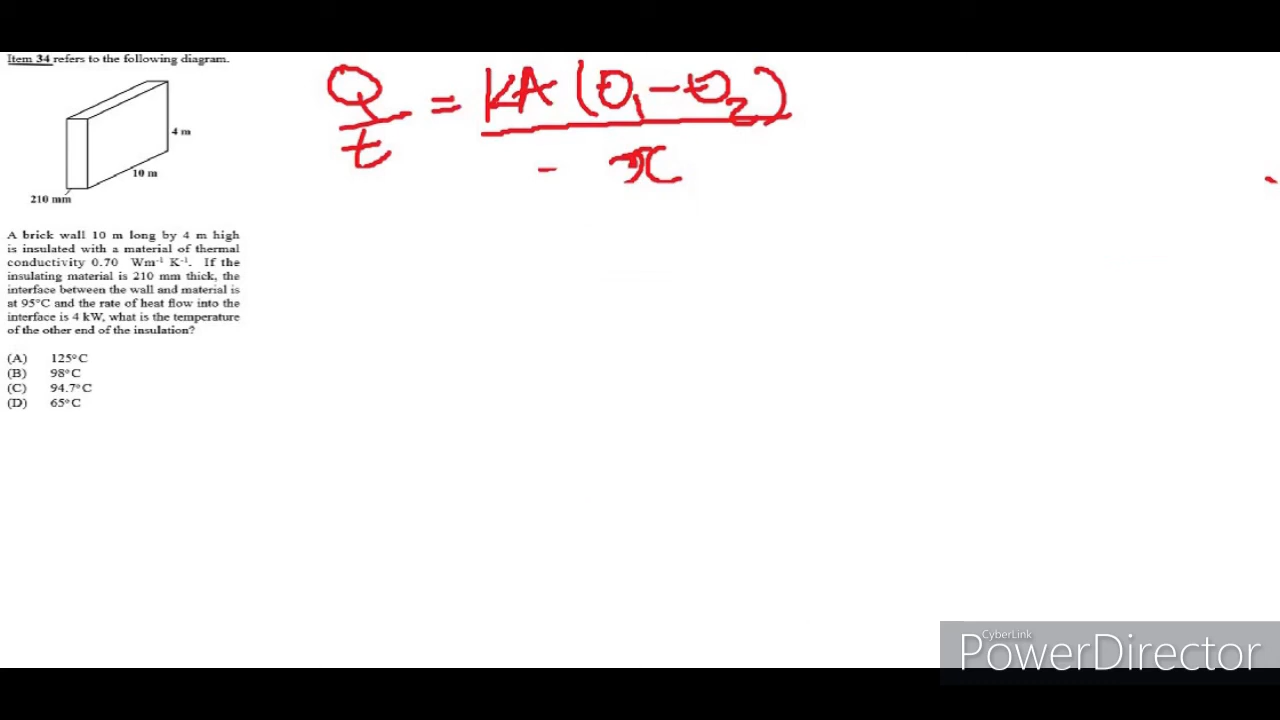 Item 34 refers to the following diagram.
4 m
10 m
210 mm
Q/t = kA(θ₁ - θ₂)/x
A brick wall 10 m long by 4 m high
is insulated with a material of thermal
conductivity 0.70 Wm⁻¹ K⁻¹. If the
insulating material is 210 mm thick, the
interface between the wall and material is
at 95°C and the rate of heat flow into the
interface is 4 kW, what is the temperature
of the other end of the insulation?
(A) 125°C
(B) 98°C
(C) 94.7°C
(D) 65°C
CyberLink
PowerDirector